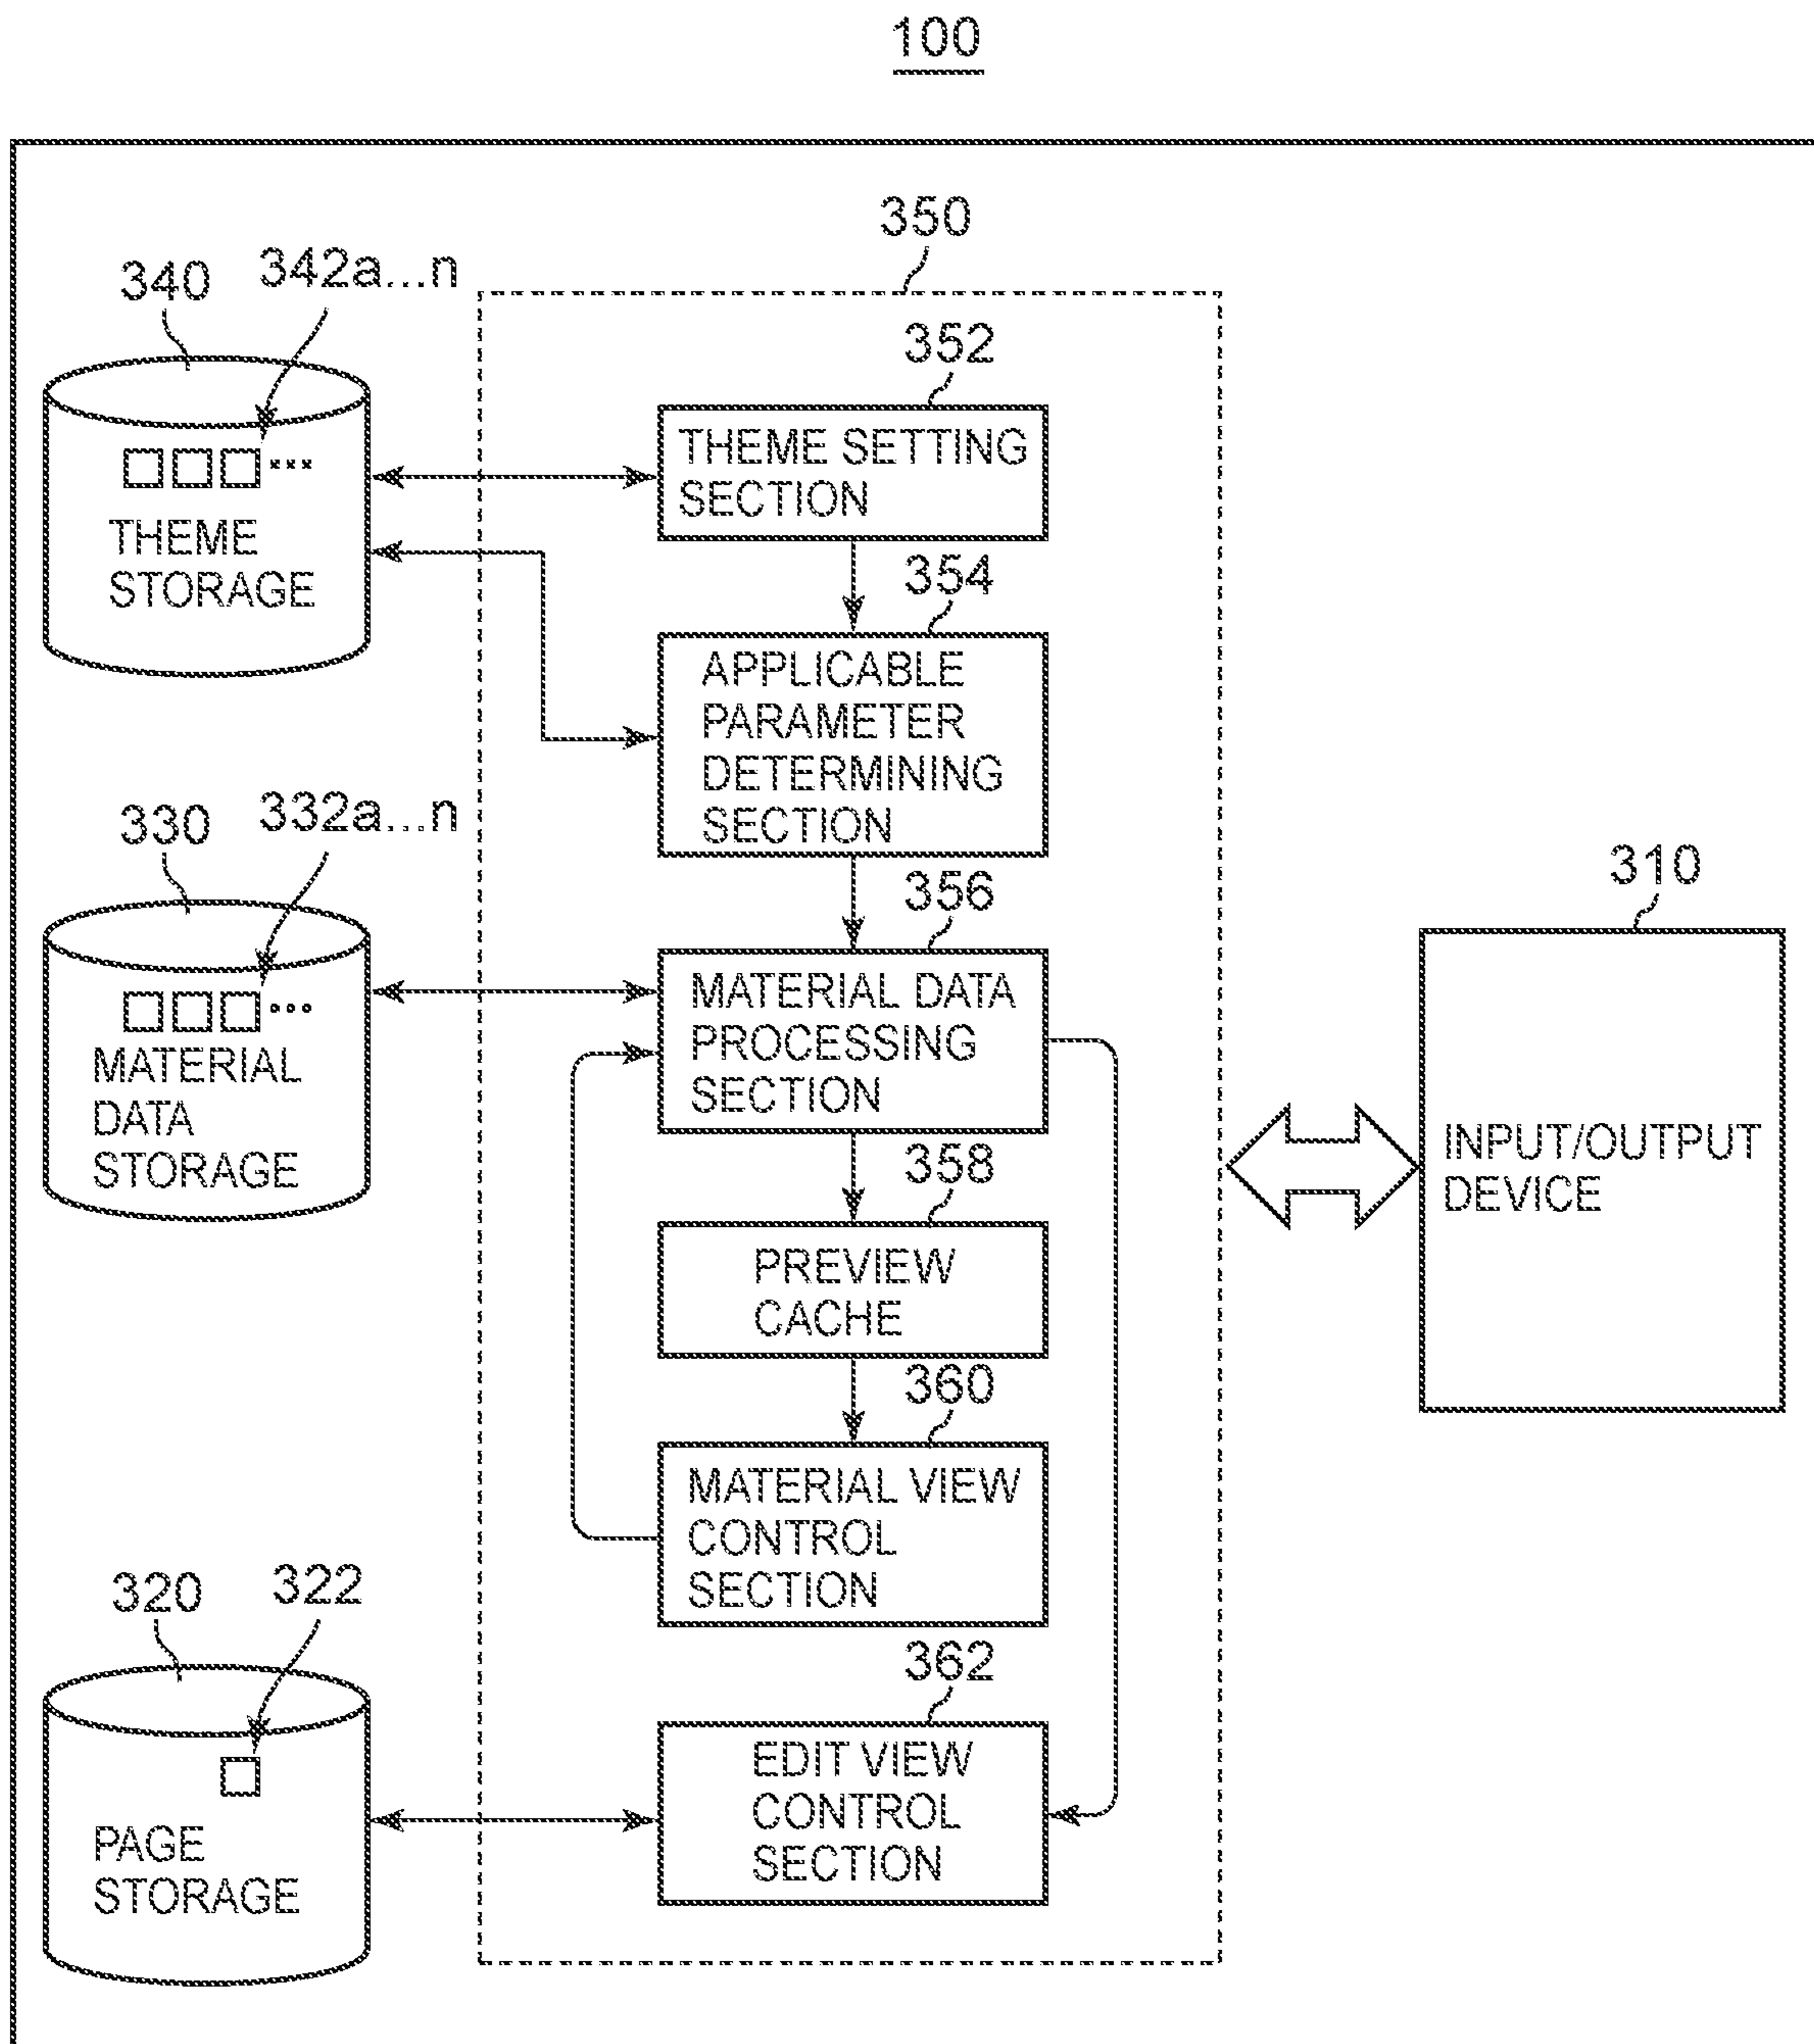 100
350
340
342a...n
352
THEME SETTING
SECTION
THEME
STORAGE
354
APPLICABLE
PARAMETER
DETERMINING
SECTION
330
332a...n
356
310
MATERIAL DATA
PROCESSING
SECTION
MATERIAL
DATA
STORAGE
INPUT/OUTPUT
DEVICE
358
PREVIEW
CACHE
360
MATERIAL VIEW
CONTROL
SECTION
320
322
362
EDIT VIEW
CONTROL
SECTION
PAGE
STORAGE